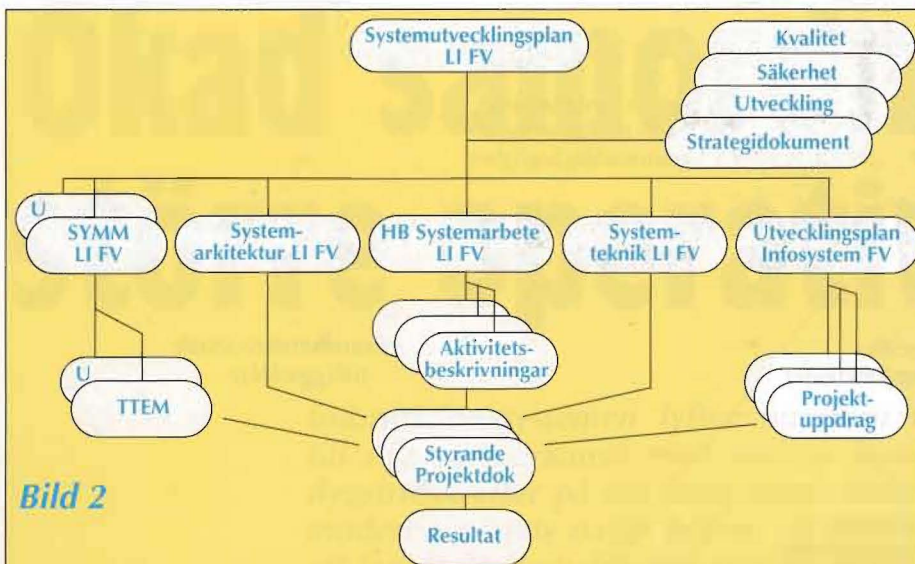 Systemutvecklingsplan
LI FV
Kvalitet
Säkerhet
Utveckling
Strategidokument
U
SYMM
LI FV
System-
arkitektur LI FV
HB Systemarbete
LI FV
System-
teknik LI FV
Utvecklingsplan
Infosystem FV
Aktivitets-
beskrivningar
U
TTEM
Projekt-
uppdrag
Styrande
Projektdok
Bild 2
Resultat